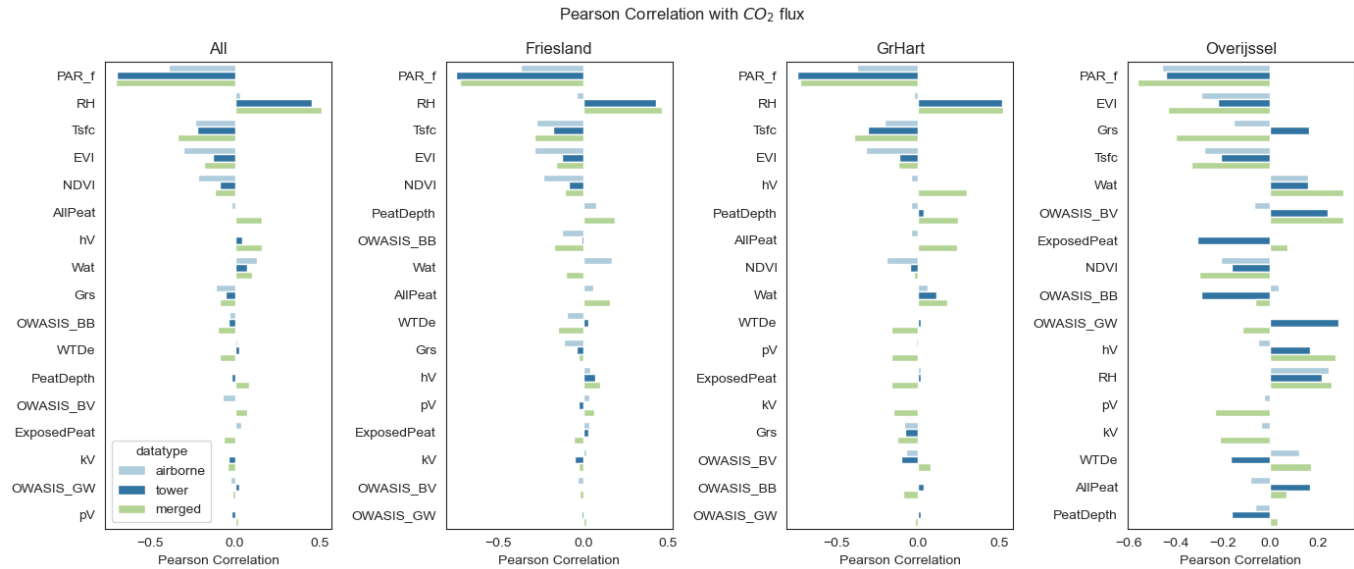 Pearson Correlation with CO₂ flux
All
PAR_f
RH
Tsfc
EVI
NDVI
AllPeat
hV
Wat
Grs
OWASIS_BB
WTDe
PeatDepth
OWASIS_BV
ExposedPeat
kV
OWASIS_GW
pV
datatype
airborne
tower
merged
−0.5 0.0 0.5
Pearson Correlation
Friesland
PAR_f
RH
Tsfc
EVI
NDVI
PeatDepth
OWASIS_BB
Wat
AllPeat
WTDe
Grs
hV
pV
ExposedPeat
kV
OWASIS_BV
OWASIS_GW
−0.5 0.0 0.5
Pearson Correlation
GrHart
PAR_f
RH
Tsfc
EVI
hV
PeatDepth
AllPeat
NDVI
Wat
WTDe
pV
ExposedPeat
kV
Grs
OWASIS_BV
OWASIS_BB
OWASIS_GW
−0.5 0.0 0.5
Pearson Correlation
Overijssel
PAR_f
EVI
Grs
Tsfc
Wat
OWASIS_BV
ExposedPeat
NDVI
OWASIS_BB
OWASIS_GW
hV
RH
pV
kV
WTDe
AllPeat
PeatDepth
−0.6 −0.4 −0.2 0.0 0.2
Pearson Correlation